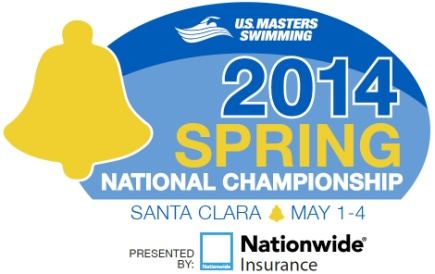 U.S. MASTERS
SWIMMING
2014
SPRING
NATIONAL CHAMPIONSHIP
SANTA CLARA MAY 1-4
PRESENTED
BY:
Nationwide®
Insurance